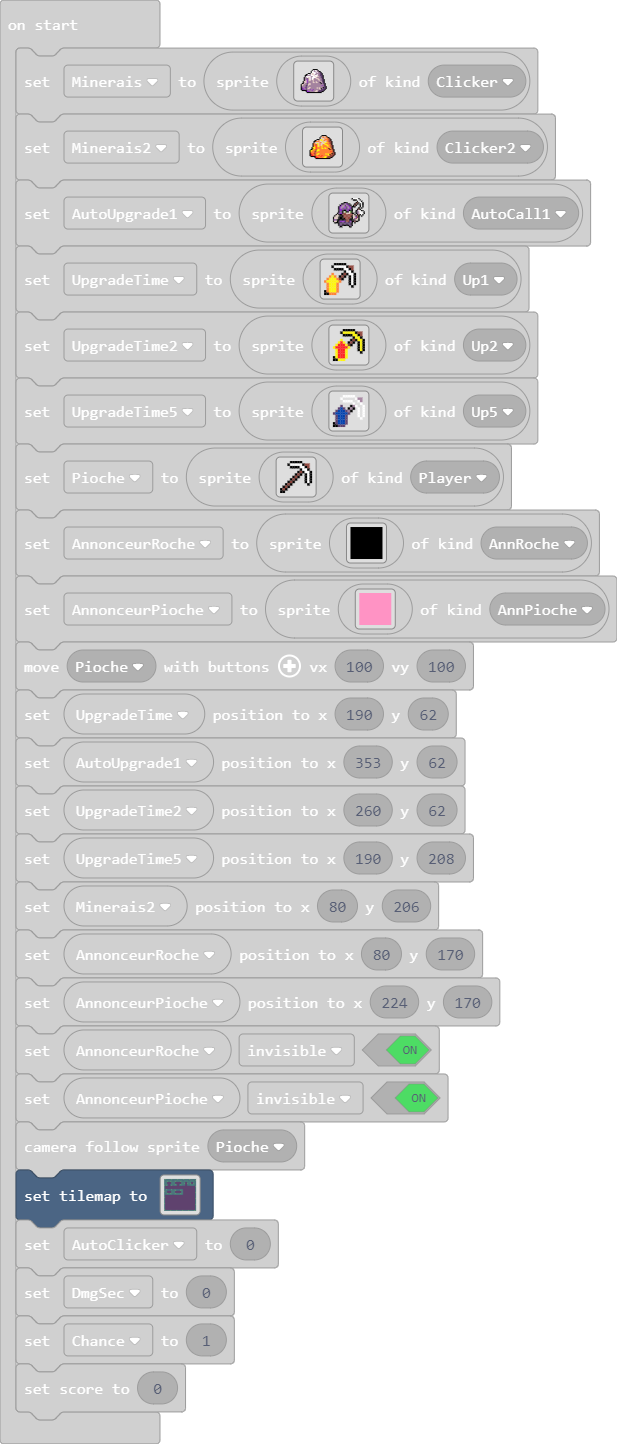 on start
set Minerais to sprite of kind Clicker
set Minerais2 to sprite of kind Clicker2
set AutoUpgrade1 to sprite of kind AutoCall1
set UpgradeTime to sprite of kind Up1
set UpgradeTime2 to sprite of kind Up2
set UpgradeTime5 to sprite of kind Up5
set Pioche to sprite of kind Player
set AnnonceurRoche to sprite of kind AnnRoche
set AnnonceurPioche to sprite of kind AnnPioche
move Pioche with buttons vx 100 vy 100
set UpgradeTime position to x 190 y 62
set AutoUpgrade1 position to x 353 y 62
set UpgradeTime2 position to x 260 y 62
set UpgradeTime5 position to x 190 y 208
set Minerais2 position to x 80 y 206
set AnnonceurRoche position to x 80 y 170
set AnnonceurPioche position to x 224 y 170
set AnnonceurRoche invisible ON
set AnnonceurPioche invisible ON
camera follow sprite Pioche
set tilemap to
set AutoClicker to 0
set DmgSec to 0
set Chance to 1
set score to 0